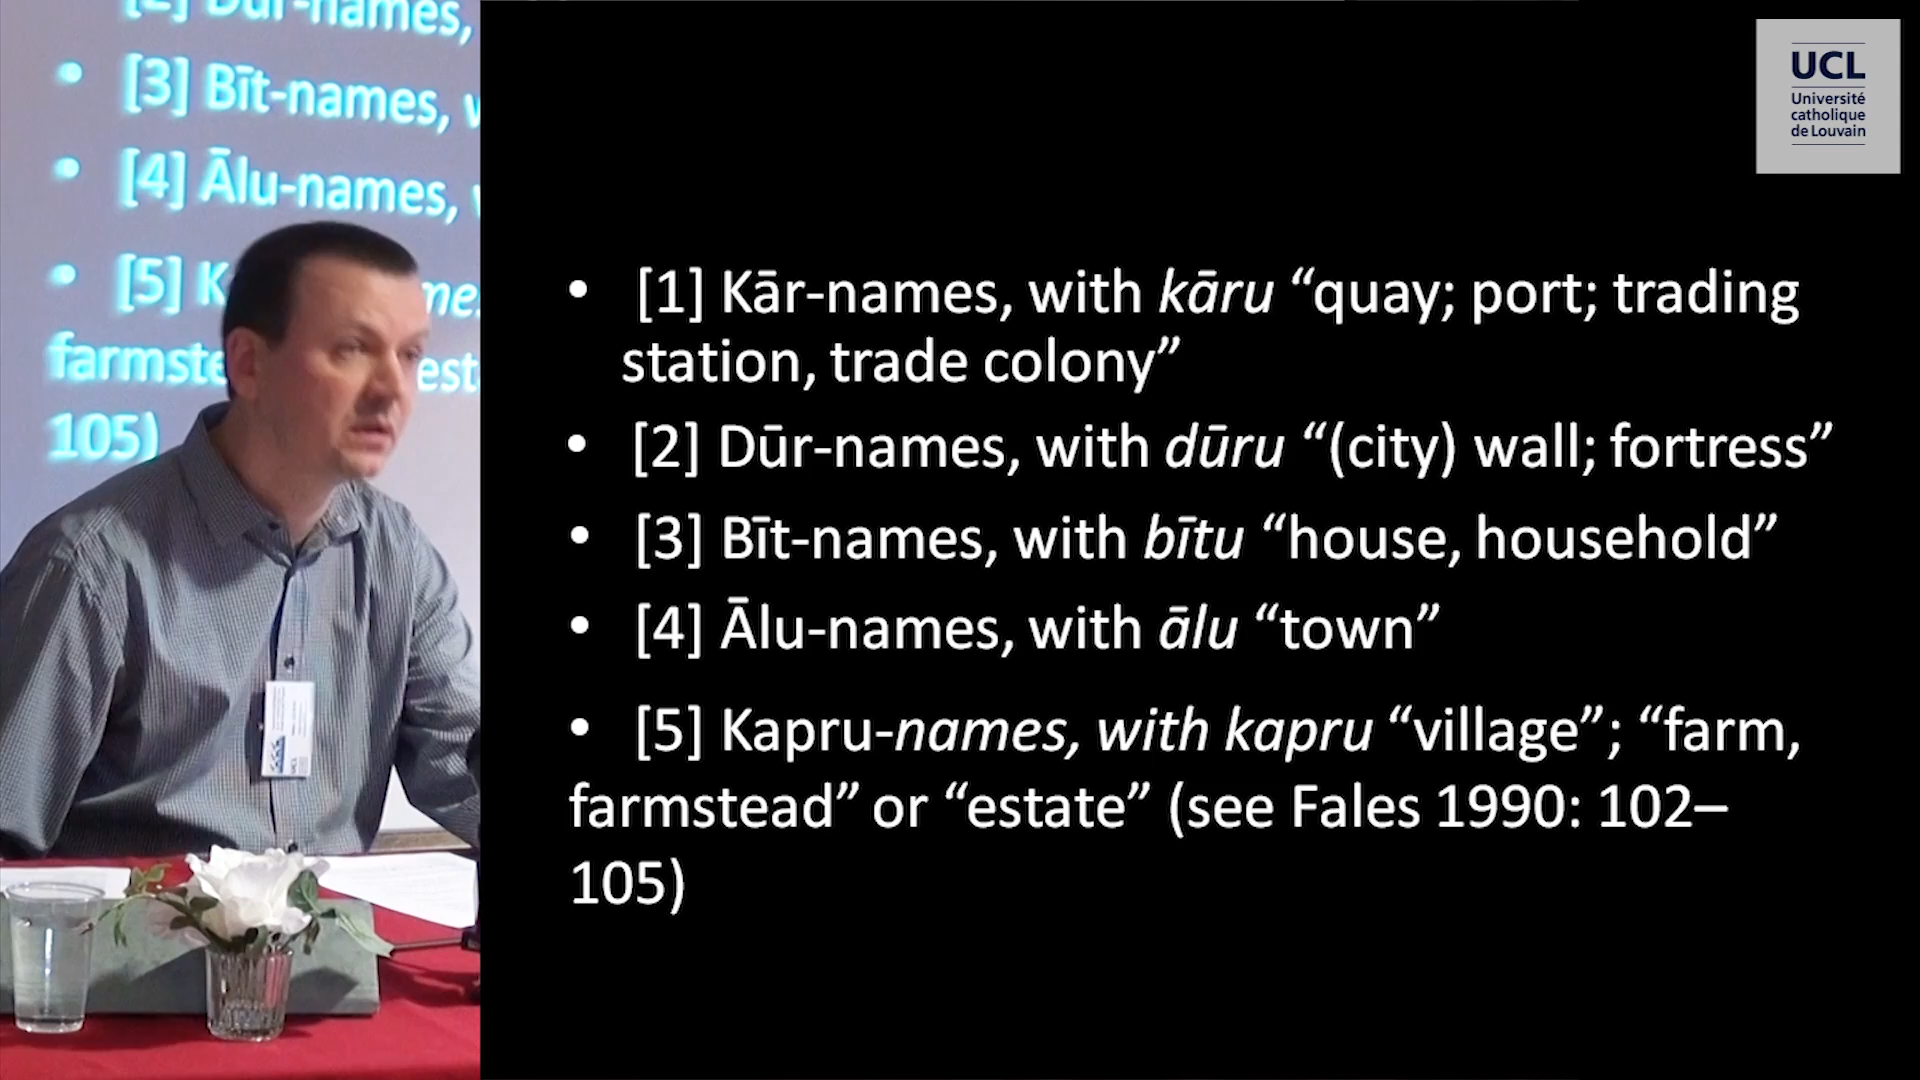 [2] Dūr-names,
• [3] Bīt-names,
• [4] Ālu-names,
• [5]
105)
UCL
Université
catholique
de Louvain
• [1] Kār-names, with kāru “quay; port; trading
station, trade colony”
• [2] Dūr-names, with dūru “(city) wall; fortress”
• [3] Bīt-names, with bītu “house, household”
• [4] Ālu-names, with ālu “town”
• [5] Kapru-names, with kapru “village”; “farm,
farmstead” or “estate” (see Fales 1990: 102–
105)